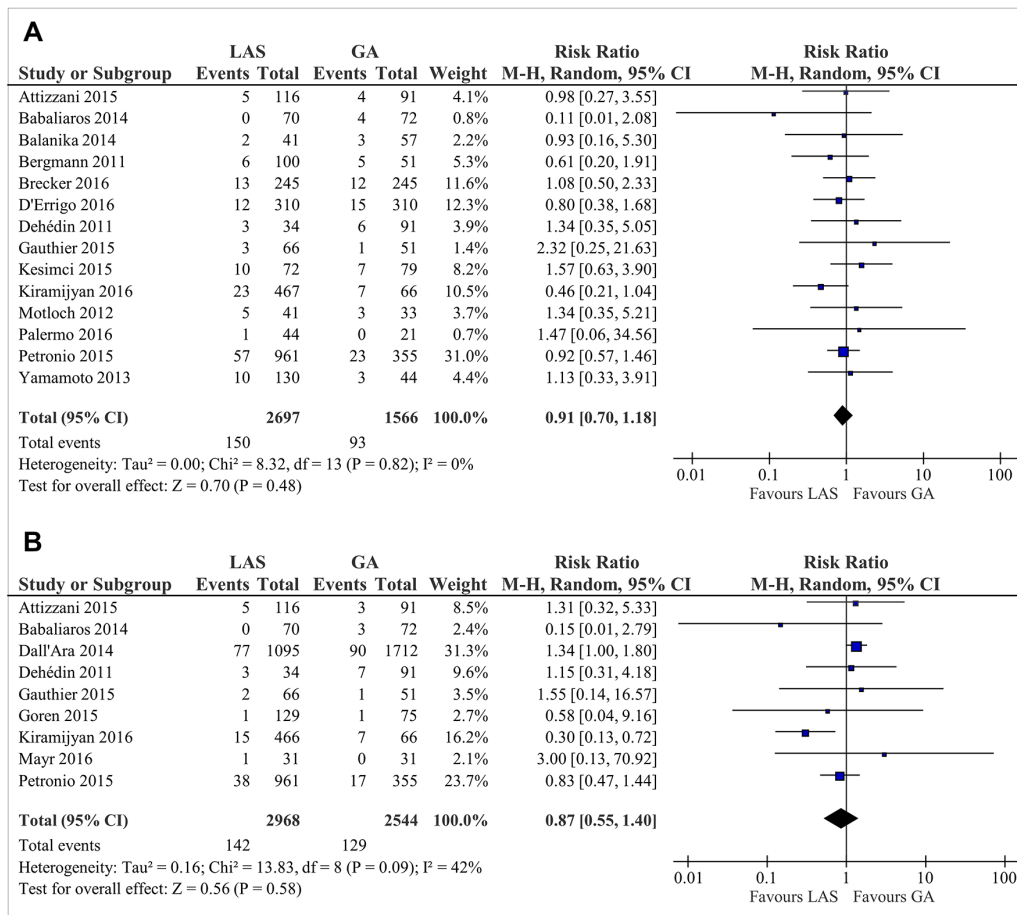 A
LAS GA Risk Ratio Risk Ratio
Study or Subgroup Events Total Events Total Weight M-H, Random, 95% CI M-H, Random, 95% CI
Attizzani 2015 5 116 4 91 4.1% 0.98 [0.27, 3.55]
Babaliaros 2014 0 70 4 72 0.8% 0.11 [0.01, 2.08]
Balanika 2014 2 41 3 57 2.2% 0.93 [0.16, 5.30]
Bergmann 2011 6 100 5 51 5.3% 0.61 [0.20, 1.91]
Brecker 2016 13 245 12 245 11.6% 1.08 [0.50, 2.33]
D'Errigo 2016 12 310 15 310 12.3% 0.80 [0.38, 1.68]
Dehédin 2011 3 34 6 91 3.9% 1.34 [0.35, 5.05]
Gauthier 2015 3 66 1 51 1.4% 2.32 [0.25, 21.63]
Kesimci 2015 10 72 7 79 8.2% 1.57 [0.63, 3.90]
Kiramijyan 2016 23 467 7 66 10.5% 0.46 [0.21, 1.04]
Motloch 2012 5 41 3 33 3.7% 1.34 [0.35, 5.21]
Palermo 2016 1 44 0 21 0.7% 1.47 [0.06, 34.56]
Petronio 2015 57 961 23 355 31.0% 0.92 [0.57, 1.46]
Yamamoto 2013 10 130 3 44 4.4% 1.13 [0.33, 3.91]
Total (95% CI) 2697 1566 100.0% 0.91 [0.70, 1.18]
Total events 150 93
Heterogeneity: Tau² = 0.00; Chi² = 8.32, df = 13 (P = 0.82); I² = 0%
Test for overall effect: Z = 0.70 (P = 0.48)
0.01 0.1 1 10 100
Favours LAS Favours GA
B
LAS GA Risk Ratio Risk Ratio
Study or Subgroup Events Total Events Total Weight M-H, Random, 95% CI M-H, Random, 95% CI
Attizzani 2015 5 116 3 91 8.5% 1.31 [0.32, 5.33]
Babaliaros 2014 0 70 3 72 2.4% 0.15 [0.01, 2.79]
Dall'Ara 2014 77 1095 90 1712 31.3% 1.34 [1.00, 1.80]
Dehédin 2011 3 34 7 91 9.6% 1.15 [0.31, 4.18]
Gauthier 2015 2 66 1 51 3.5% 1.55 [0.14, 16.57]
Goren 2015 1 129 1 75 2.7% 0.58 [0.04, 9.16]
Kiramijyan 2016 15 466 7 66 16.2% 0.30 [0.13, 0.72]
Mayr 2016 1 31 0 31 2.1% 3.00 [0.13, 70.92]
Petronio 2015 38 961 17 355 23.7% 0.83 [0.47, 1.44]
Total (95% CI) 2968 2544 100.0% 0.87 [0.55, 1.40]
Total events 142 129
Heterogeneity: Tau² = 0.16; Chi² = 13.83, df = 8 (P = 0.09); I² = 42%
Test for overall effect: Z = 0.56 (P = 0.58)
0.01 0.1 1 10 100
Favours LAS Favours GA